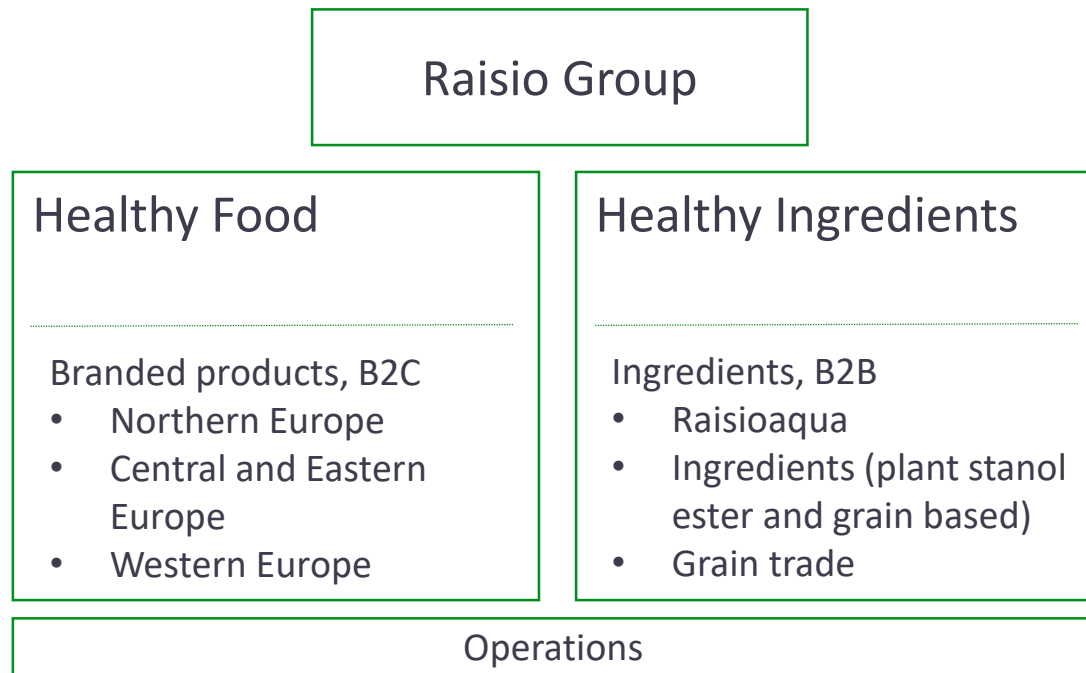 Raisio Group
Healthy Food
Branded products, B2C
• Northern Europe
• Central and Eastern
Europe
• Western Europe
Healthy Ingredients
Ingredients, B2B
• Raisioaqua
• Ingredients (plant stanol
ester and grain based)
• Grain trade
Operations